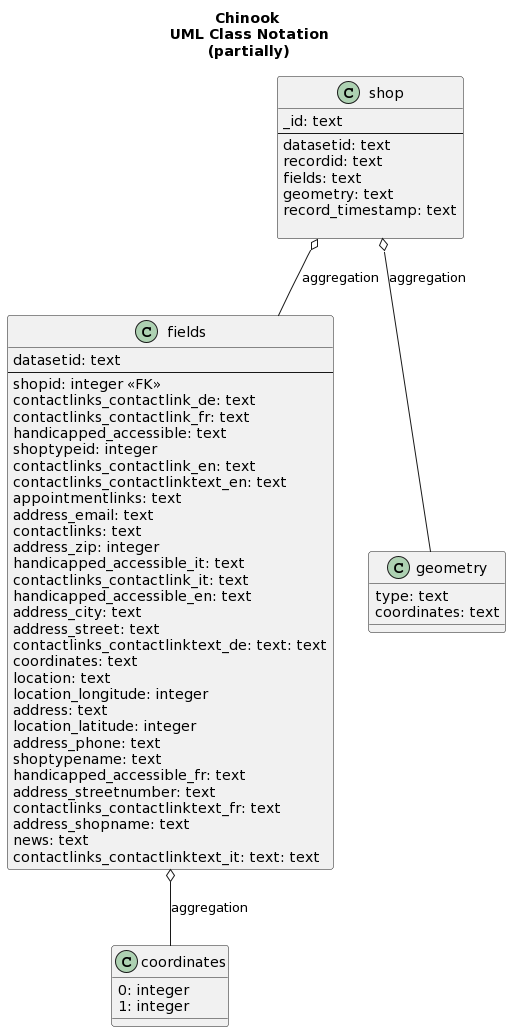 Chinook
UML Class Notation
(partially)
C shop
_id: text
datasetid: text
recordid: text
fields: text
geometry: text
record_timestamp: text
aggregation
aggregation
C fields
datasetid: text
shopid: integer «FK»
contactlinks_contactlink_de: text
contactlinks_contactlink_fr: text
handicapped_accessible: text
shoptypeid: integer
contactlinks_contactlink_en: text
contactlinks_contactlinktext_en: text
appointmentlinks: text
address_email: text
contactlinks: text
address_zip: integer
handicapped_accessible_it: text
contactlinks_contactlink_it: text
handicapped_accessible_en: text
address_city: text
address_street: text
contactlinks_contactlinktext_de: text: text
coordinates: text
location: text
location_longitude: integer
address: text
location_latitude: integer
address_phone: text
shoptypename: text
handicapped_accessible_fr: text
address_streetnumber: text
contactlinks_contactlinktext_fr: text
address_shopname: text
news: text
contactlinks_contactlinktext_it: text: text
C geometry
type: text
coordinates: text
aggregation
C coordinates
0: integer
1: integer